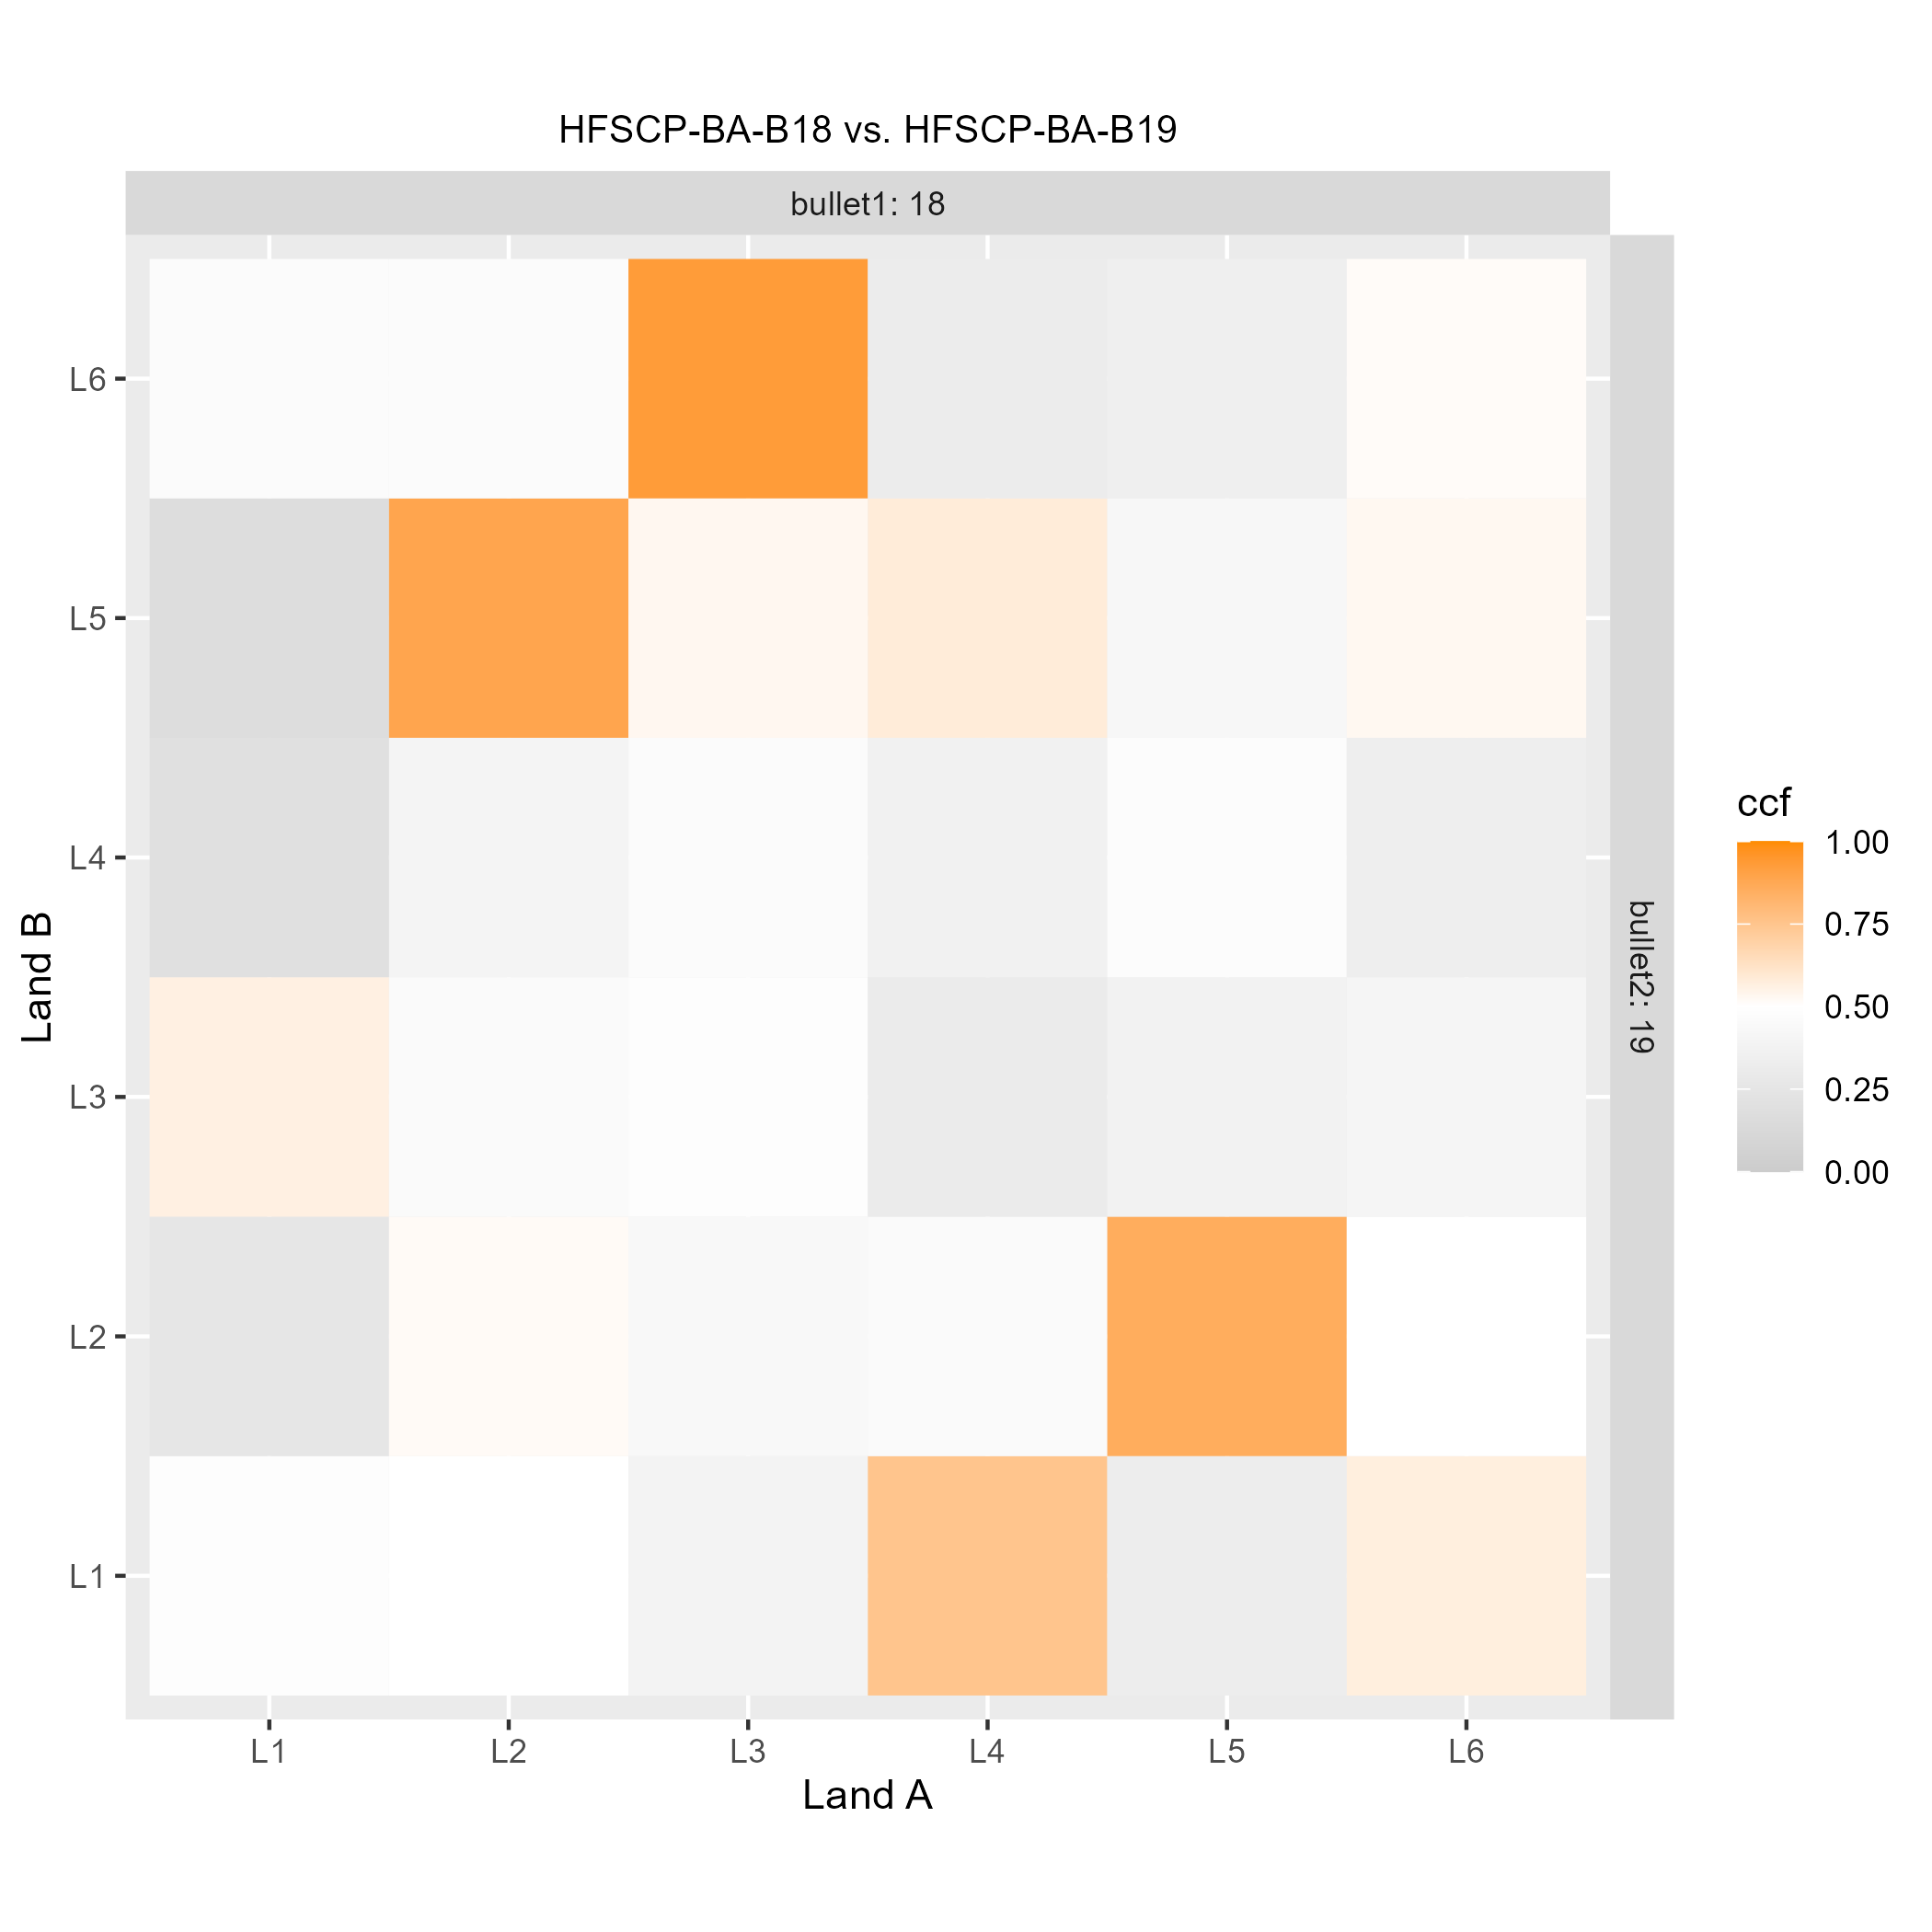 HFSCP-BA-B18 vs. HFSCP-BA-B19
bullet1: 18
L6
L5
L4
L3
L2
L1
Land B
bullet2: 19
ccf
1.00
0.75
0.50
0.25
0.00
L1 L2 L3 L4 L5 L6
Land A